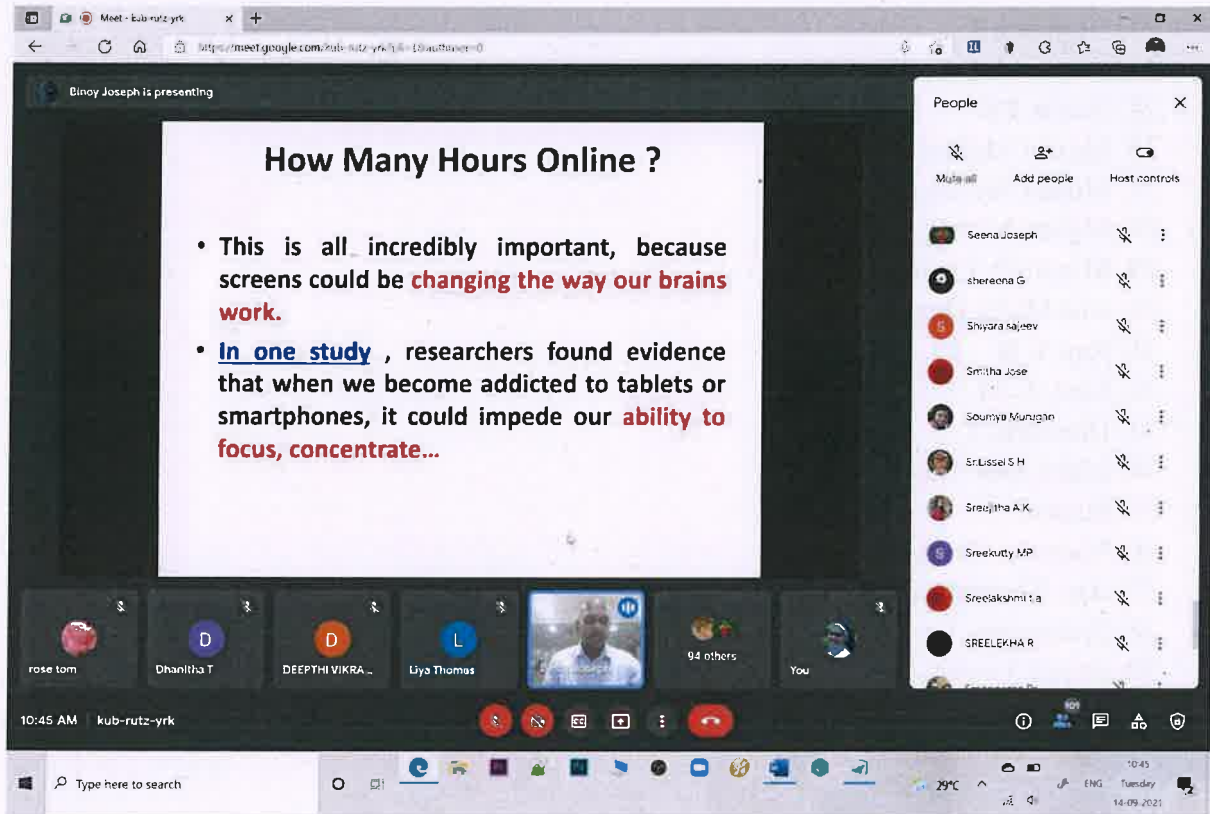 Meet - kub-rutz-yrk
Binoy Joseph is presenting
How Many Hours Online ?
• This is all incredibly important, because
screens could be changing the way our brains
work.
• In one study , researchers found evidence
that when we become addicted to tablets or
smartphones, it could impede our ability to
focus, concentrate...
People
Mute all
Add people
Host controls
Seena Joseph
shereena G
S
Shiyara sajeev
Smitha Jose
Soumya Murugan
Sr.Lissel S H
Sreejitha A K
S
Sreekutty MP
Sreelakshmi
SREELEKHA R
rose tom
D
Dhanitha T
D
DEEPTHI VIKRA...
L
Liya Thomas
94 others
You
10:45 AM | kub-rutz-yrk
CC
101
Type here to search
29°C
ENG
10:45
Tuesday
14-09-2021